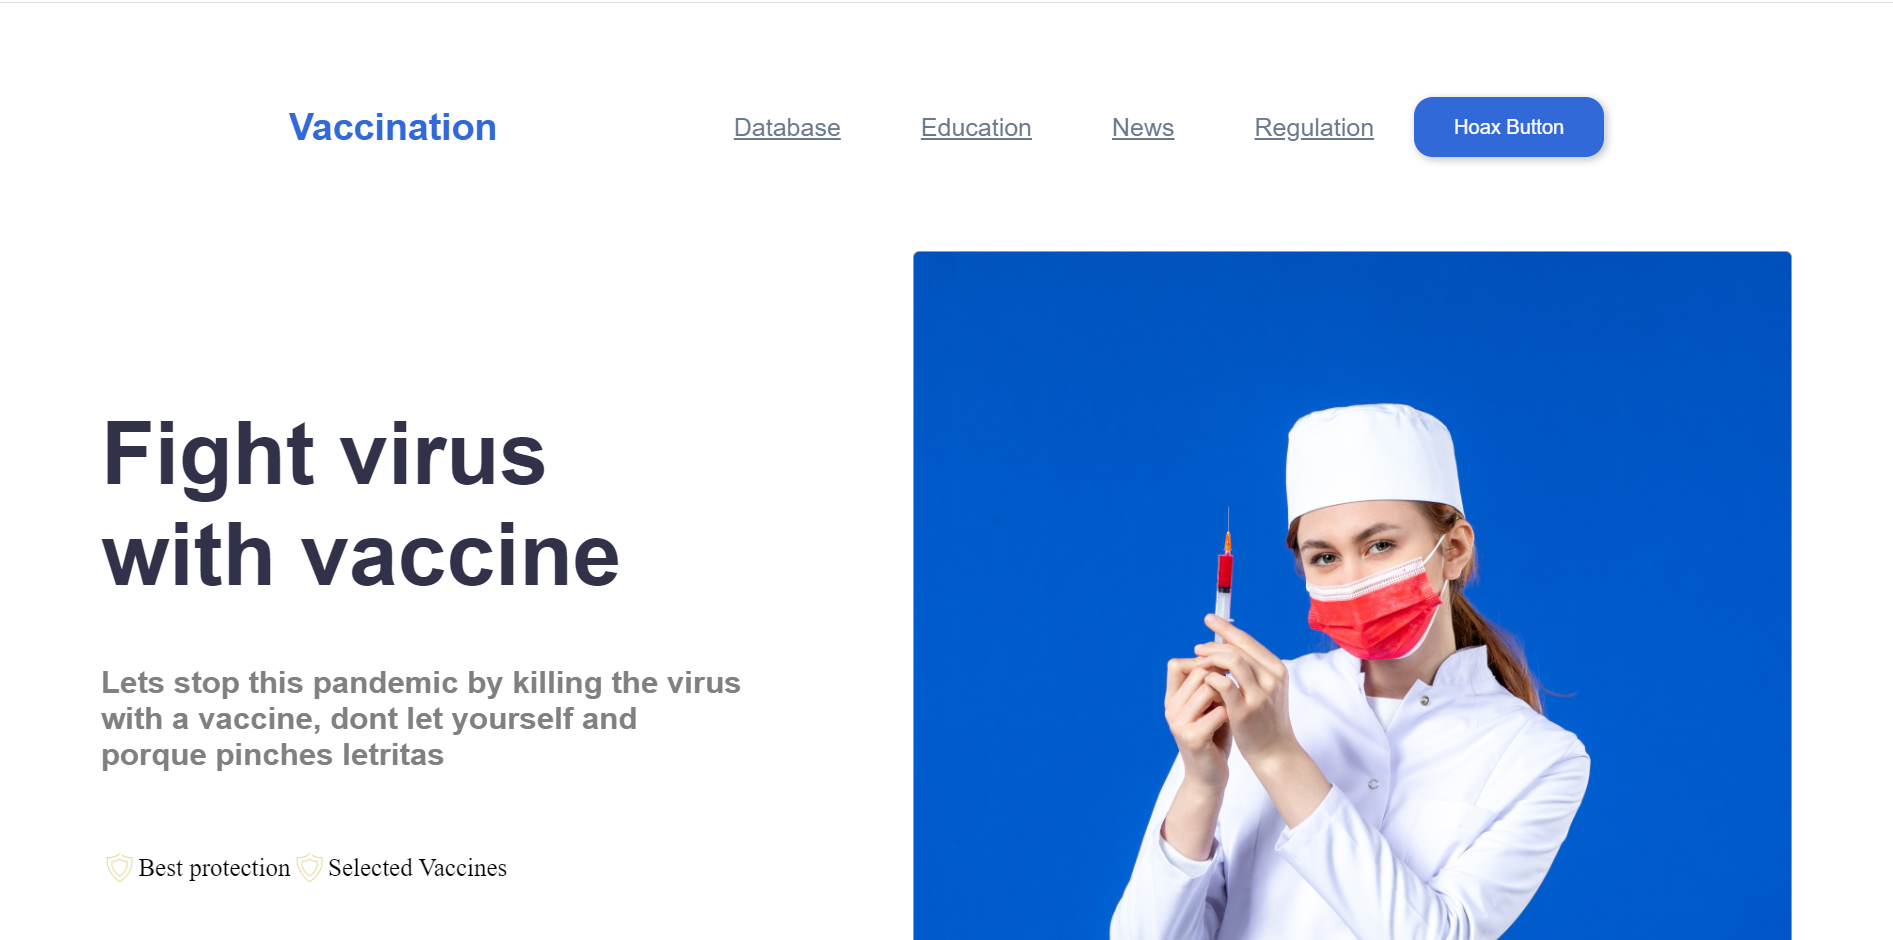 Vaccination
Database Education News Regulation Hoax Button
Fight virus
with vaccine
Lets stop this pandemic by killing the virus
with a vaccine, dont let yourself and
porque pinches letritas
Best protection Selected Vaccines